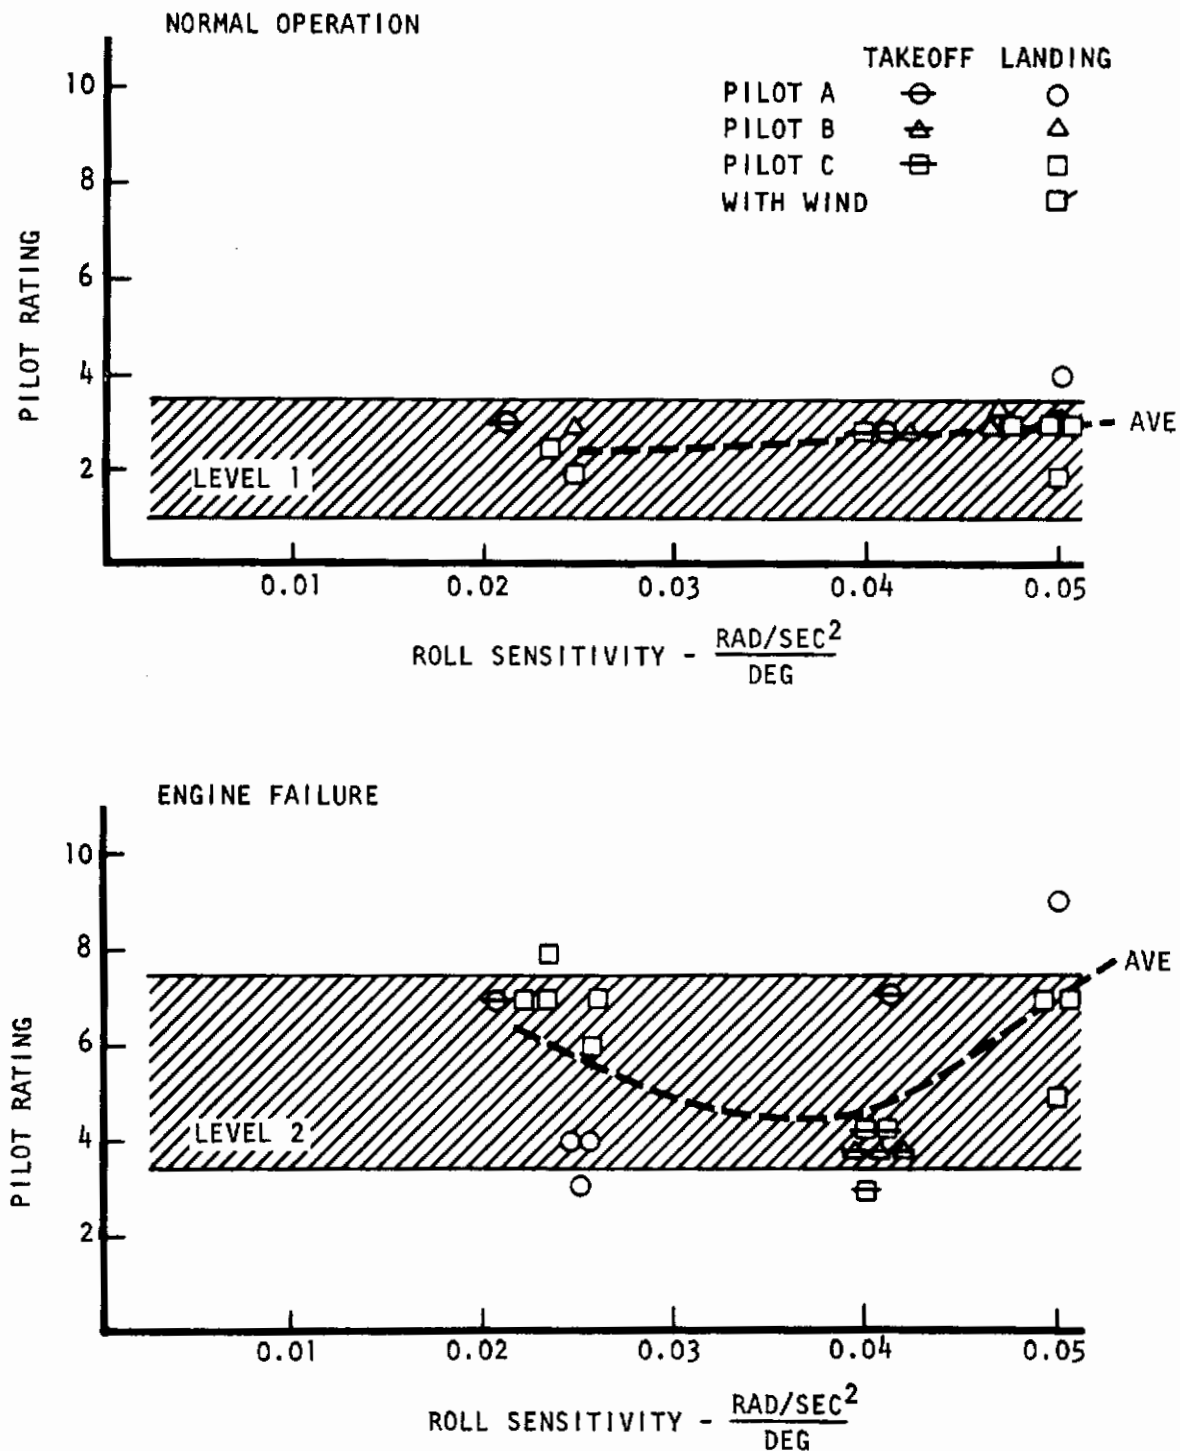 NORMAL OPERATION
TAKEOFF LANDING
PILOT A
PILOT B
PILOT C
WITH WIND
10
8
6
4
2
PILOT RATING
LEVEL 1
AVE
0.01 0.02 0.03 0.04 0.05
ROLL SENSITIVITY - RAD/SEC²
DEG
ENGINE FAILURE
10
8
6
4
2
PILOT RATING
LEVEL 2
AVE
0.01 0.02 0.03 0.04 0.05
ROLL SENSITIVITY - RAD/SEC²
DEG